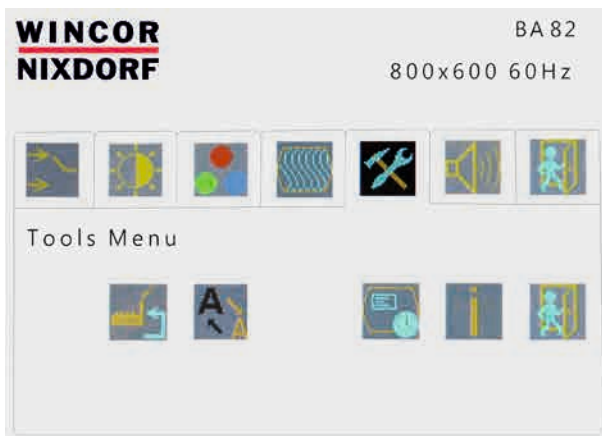 WINCOR
NIXDORF
BA 82
800x600 60Hz
Tools Menu